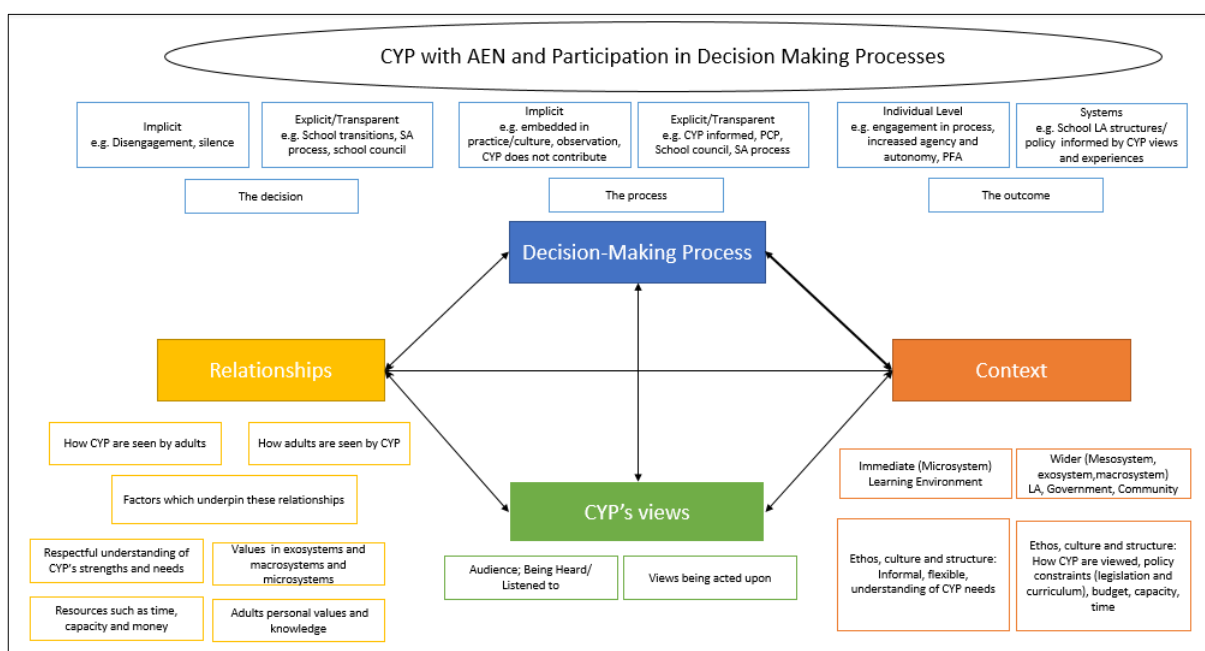 CYP with AEN and Participation in Decision Making Processes
Implicit
e.g. Disengagement, silence
Explicit/Transparent
e.g. School transitions, SA
process, school council
Implicit
e.g. embedded in
practice/culture, observation,
CYP does not contribute
Explicit/Transparent
e.g. CYP informed, PCP,
School council, SA process
Individual Level
e.g. engagement in process,
increased agency and
autonomy, PFA
Systems
e.g. School LA structures/
policy informed by CYP views
and experiences
The decision
The process
The outcome
Decision-Making Process
Relationships
Context
How CYP are seen by adults
How adults are seen by CYP
Factors which underpin these relationships
Respectful understanding of
CYP's strengths and needs
Values in exosystems and
macrosystems and
microsystems
Resources such as time,
capacity and money
Adults personal values and
knowledge
CYP's views
Audience; Being Heard/
Listened to
Views being acted upon
Immediate (Microsystem)
Learning Environment
Wider (Mesosystem,
exosystem,macrosystem)
LA, Government, Community
Ethos, culture and structure:
Informal, flexible,
understanding of CYP needs
Ethos, culture and structure:
How CYP are viewed, policy
constraints (legislation and
curriculum), budget, capacity,
time